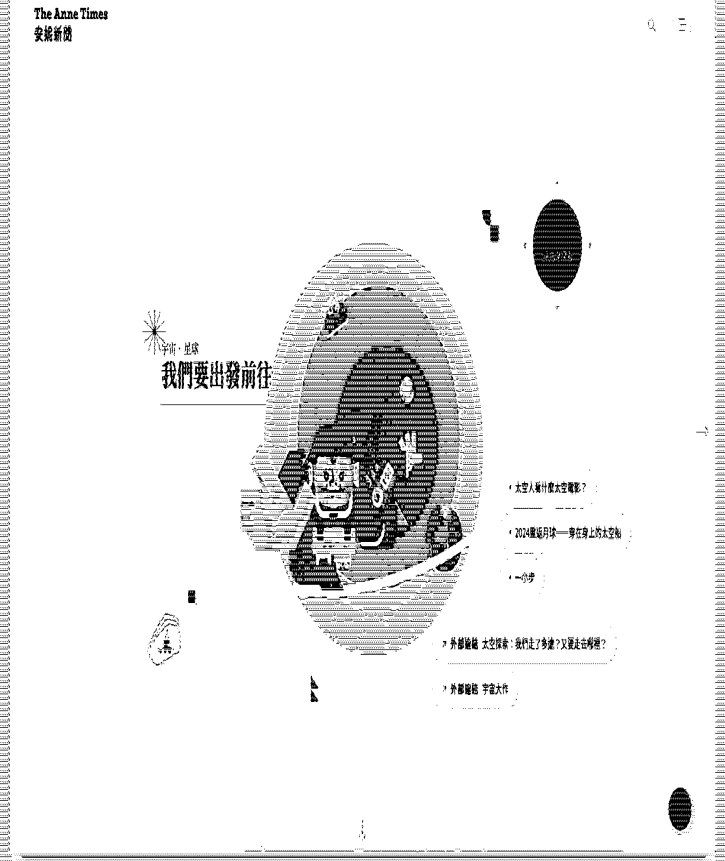 The Anne Times
安妮新聞
宇宙・星球
我們要出發前往
太空人看什麼太空電影？
2024重返月球——穿在身上的太空船
一小步
外部連結 太空探索：我們走了多遠？又要走去哪裡？
外部連結 宇宙大作